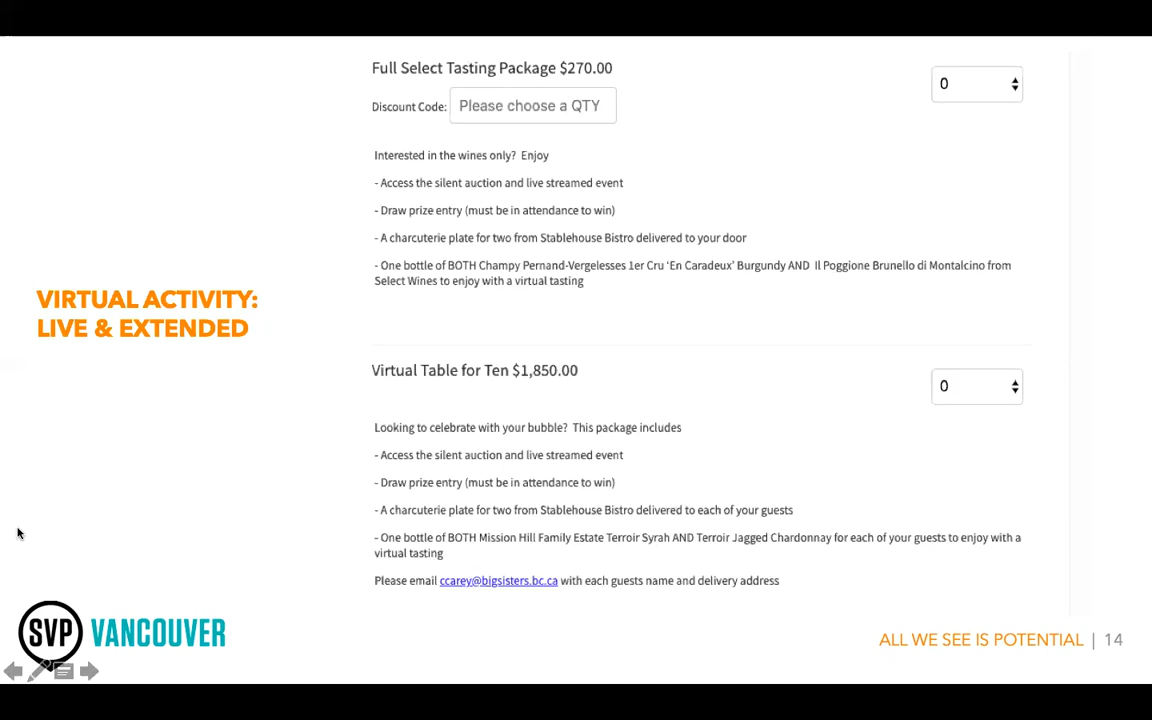 Full Select Tasting Package $270.00
0
Discount Code: Please choose a QTY
Interested in the wines only? Enjoy
- Access the silent auction and live streamed event
- Draw prize entry (must be in attendance to win)
- A charcuterie plate for two from Stablehouse Bistro delivered to your door
- One bottle of BOTH Champy Pernand-Vergelesses 1er Cru ‘En Caradeux’ Burgundy AND Il Poggione Brunello di Montalcino from
Select Wines to enjoy with a virtual tasting
VIRTUAL ACTIVITY:
LIVE & EXTENDED
Virtual Table for Ten $1,850.00
0
Looking to celebrate with your bubble? This package includes
- Access the silent auction and live streamed event
- Draw prize entry (must be in attendance to win)
- A charcuterie plate for two from Stablehouse Bistro delivered to each of your guests
- One bottle of BOTH Mission Hill Family Estate Terroir Syrah AND Terroir Jagged Chardonnay for each of your guests to enjoy with a
virtual tasting
Please email ccarey@bigsisters.bc.ca with each guests name and delivery address
SVP VANCOUVER
ALL WE SEE IS POTENTIAL | 14